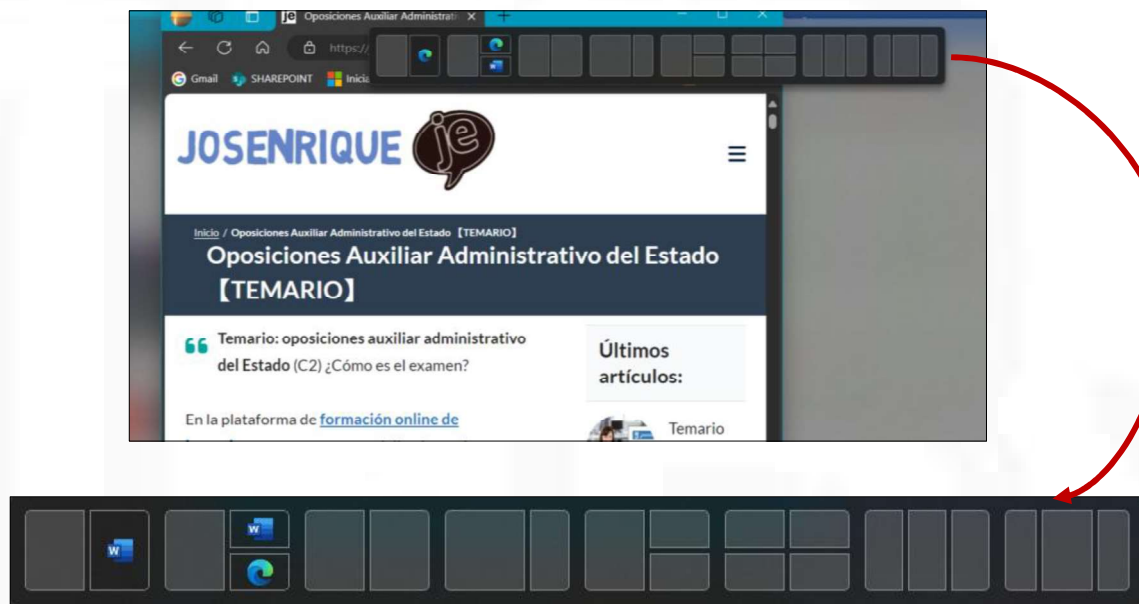 Oposiciones Auxiliar Administrati
https://
Gmail SHAREPOINT Inicia
JOSENRIQUE je
Inicio / Oposiciones Auxiliar Administrativo del Estado【TEMARIO】
Oposiciones Auxiliar Administrativo del Estado
【TEMARIO】
Temario: oposiciones auxiliar administrativo
del Estado (C2) ¿Cómo es el examen?
Últimos
artículos:
En la plataforma de formación online de
Temario